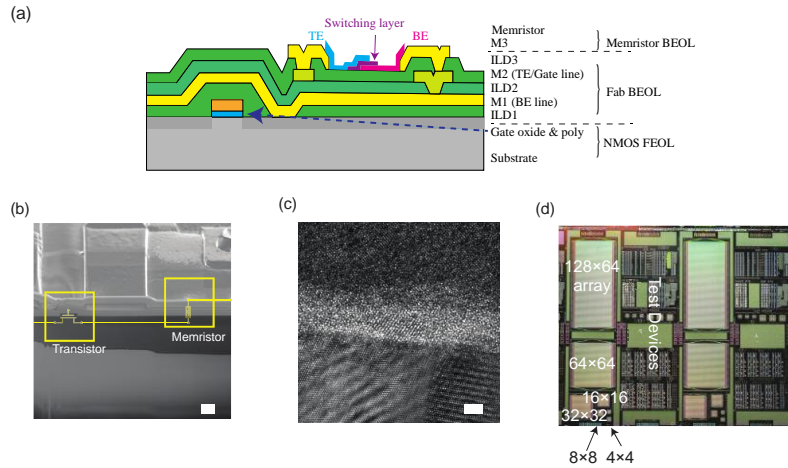 (a)
Switching layer
TE
BE
Memristor
M3
Memristor BEOL
ILD3
M2 (TE/Gate line)
ILD2
M1 (BE line)
ILD1
Fab BEOL
Gate oxide & poly
Substrate
NMOS FEOL
(b)
Transistor
Memristor
(c)
(d)
128×64
array
Test Devices
64×64
16×16
32×32
8×8
4×4